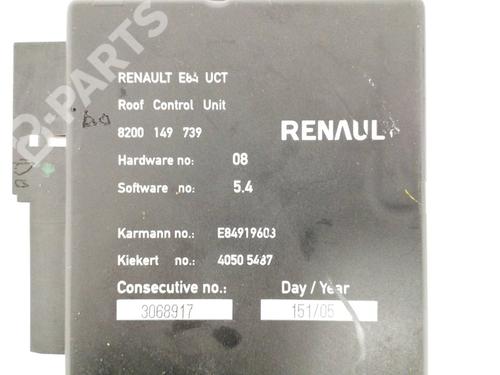 RENAULT E84 UCT
Roof Control Unit
8200 149 739
RENAUL
Hardware no: 08
Software no: 5.4
Karmann no.: E84919603
Kiekert no.: 4050 5487
Consecutive no.: Day / Year
3068917 151/05
B-PARTS